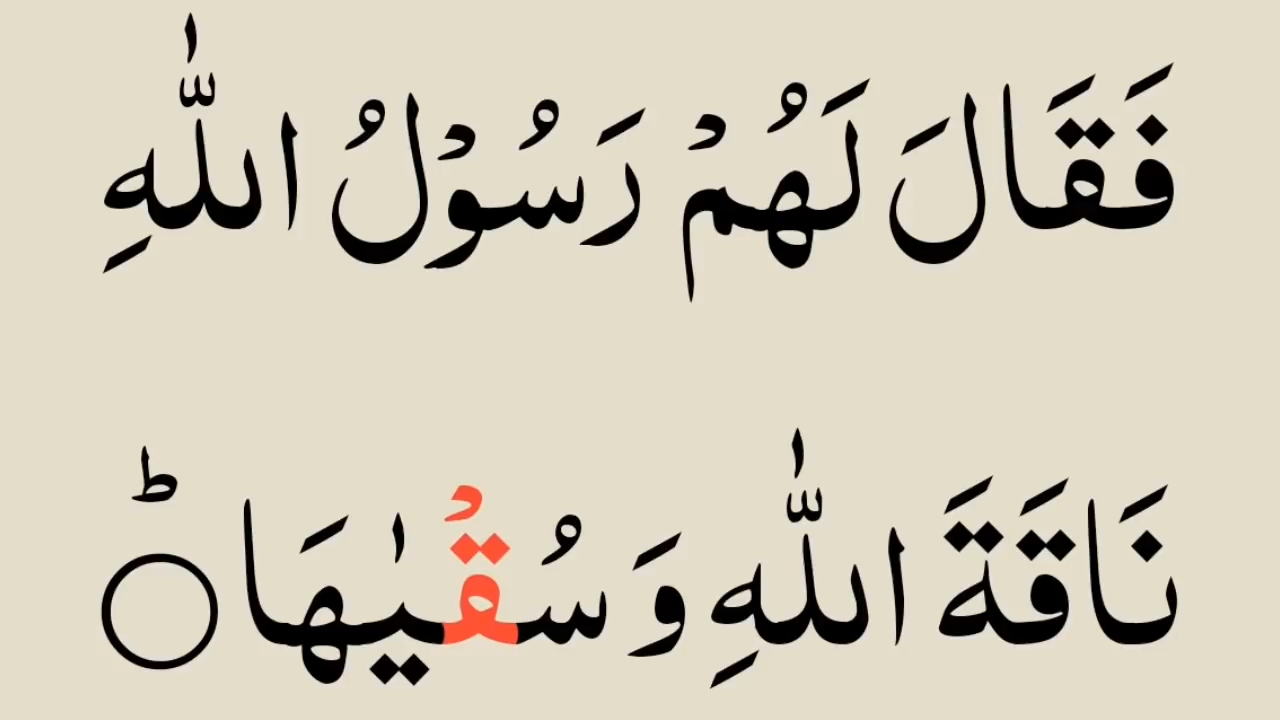 فَقَالَ لَهُمْ رَسُوْلُ اللّٰهِ
نَاقَةَ اللّٰهِ وَسُقْيٰهَا ؕ○